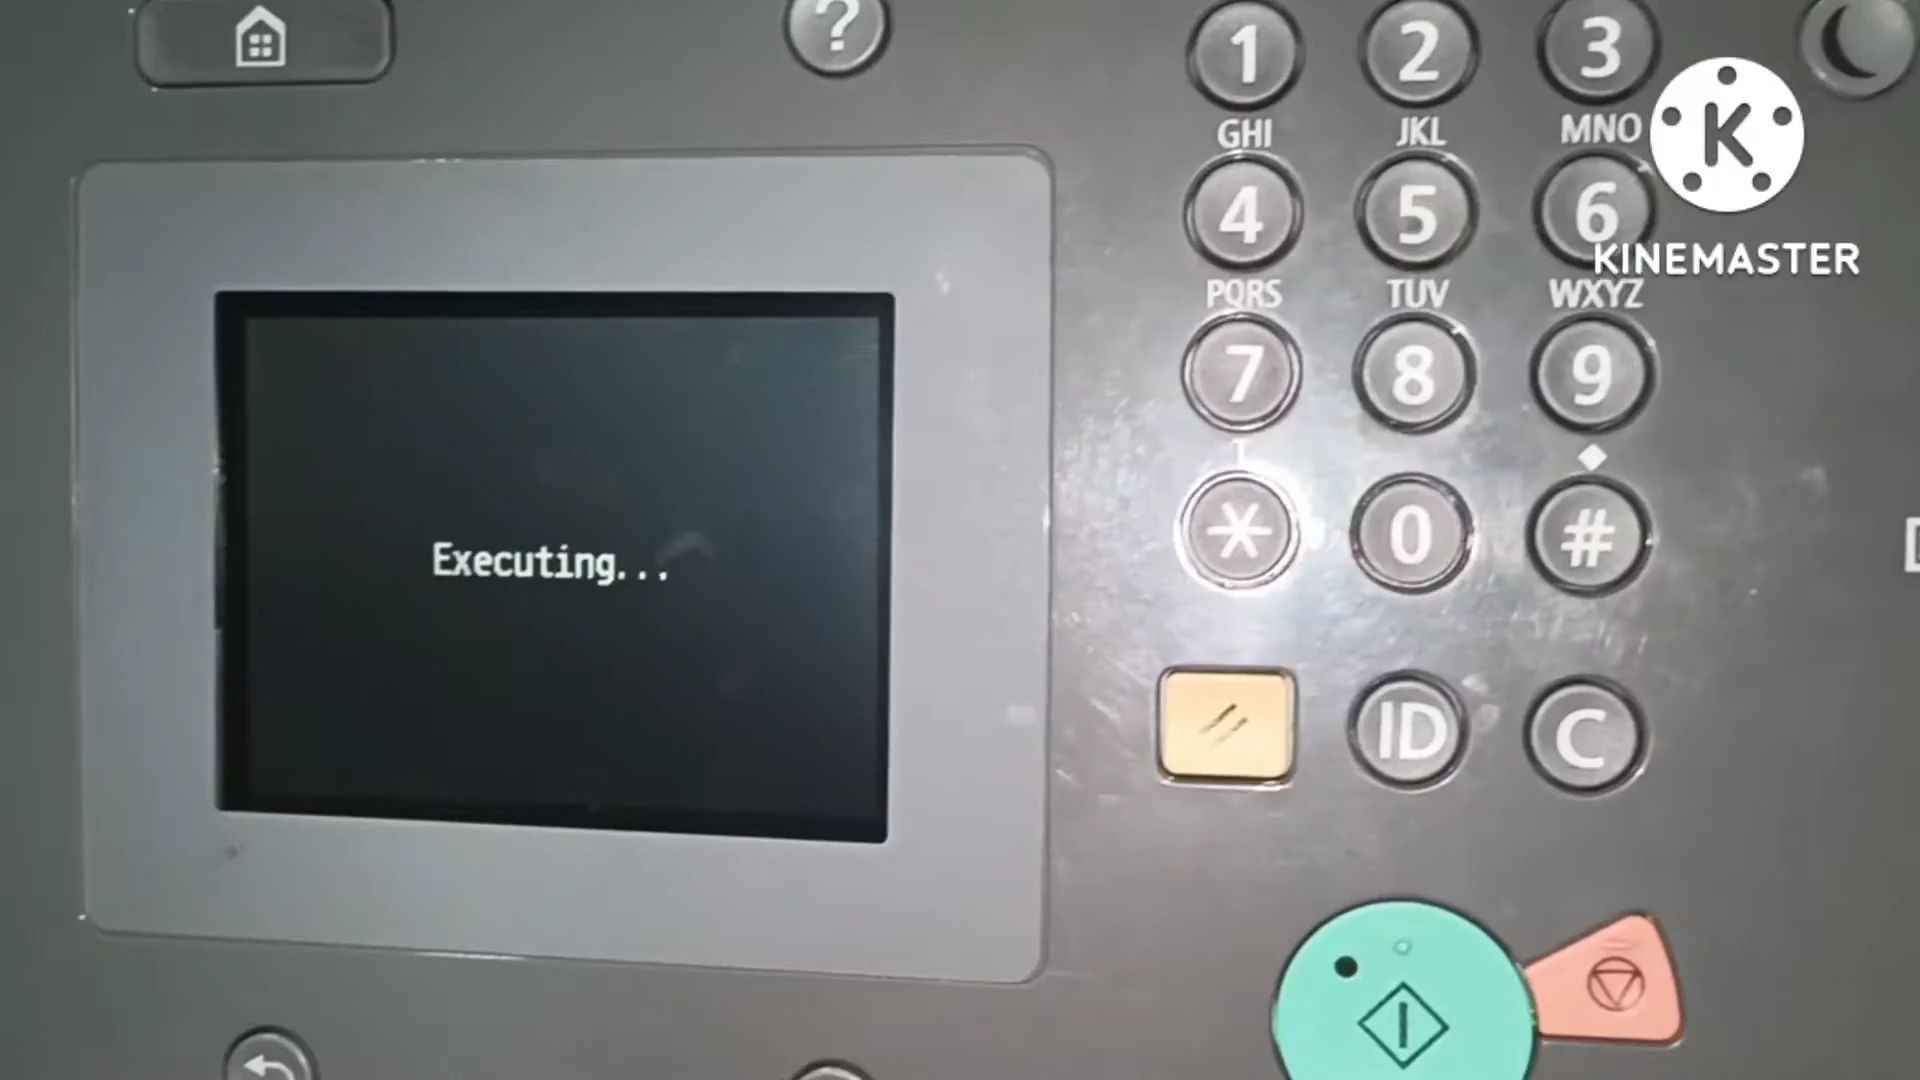 ?
1 2 3
GHI JKL MNO
4 5 6
K
KINEMASTER
PQRS TUV WXYZ
7 8 9
Executing...
* 0 #
ID C